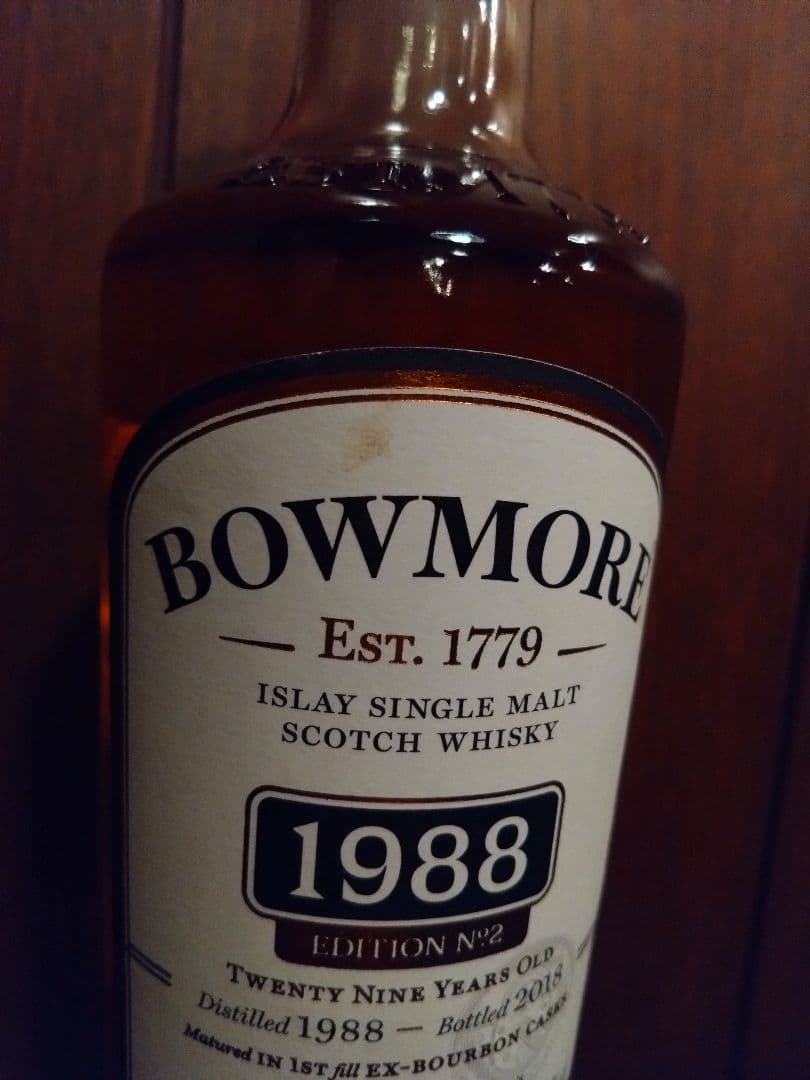 BOWMORE
EST. 1779
ISLAY SINGLE MALT
SCOTCH WHISKY
1988
EDITION Nº2
TWENTY NINE YEARS OLD
Distilled 1988 — Bottled 2018
Matured IN 1ST fill EX-BOURBON CASKS